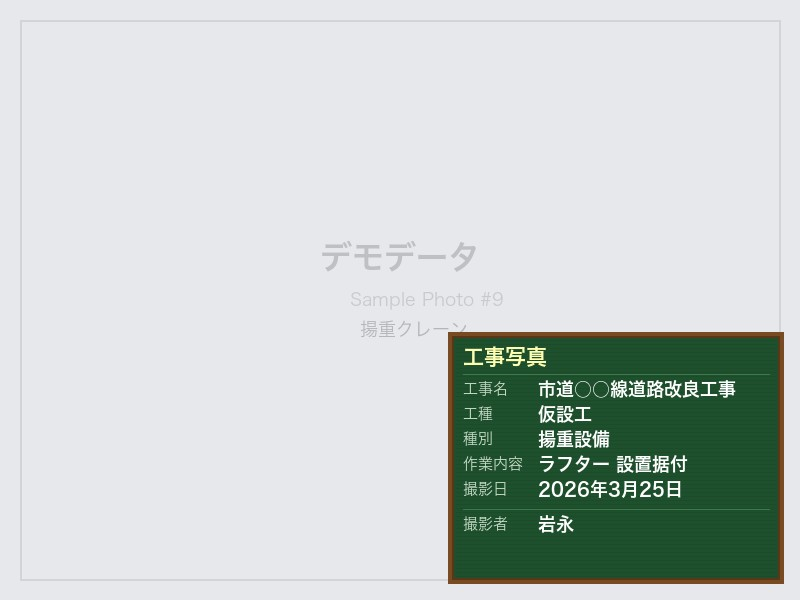 デモデータ
Sample Photo #9
揚重クレーン
工事写真
工事名 市道○○線道路改良工事
工種 仮設工
種別 揚重設備
作業内容 ラフター 設置据付
撮影日 2026年3月25日
撮影者 岩永